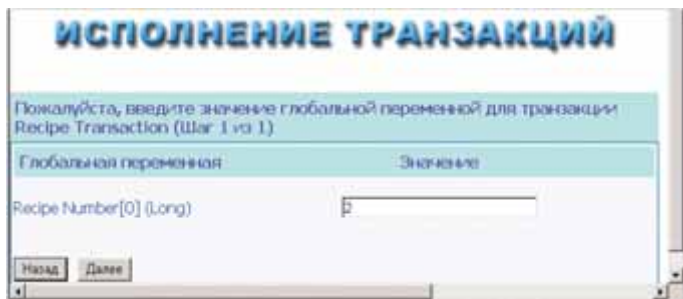 ИСПОЛНЕНИЕ ТРАНЗАКЦИЙ
Пожалуйста, введите значение глобальной переменной для транзакции
Recipe Transaction (Шаг 1 из 1)
Глобальная переменная Значение
Recipe Number[0] (Long) 2
Назад Далее